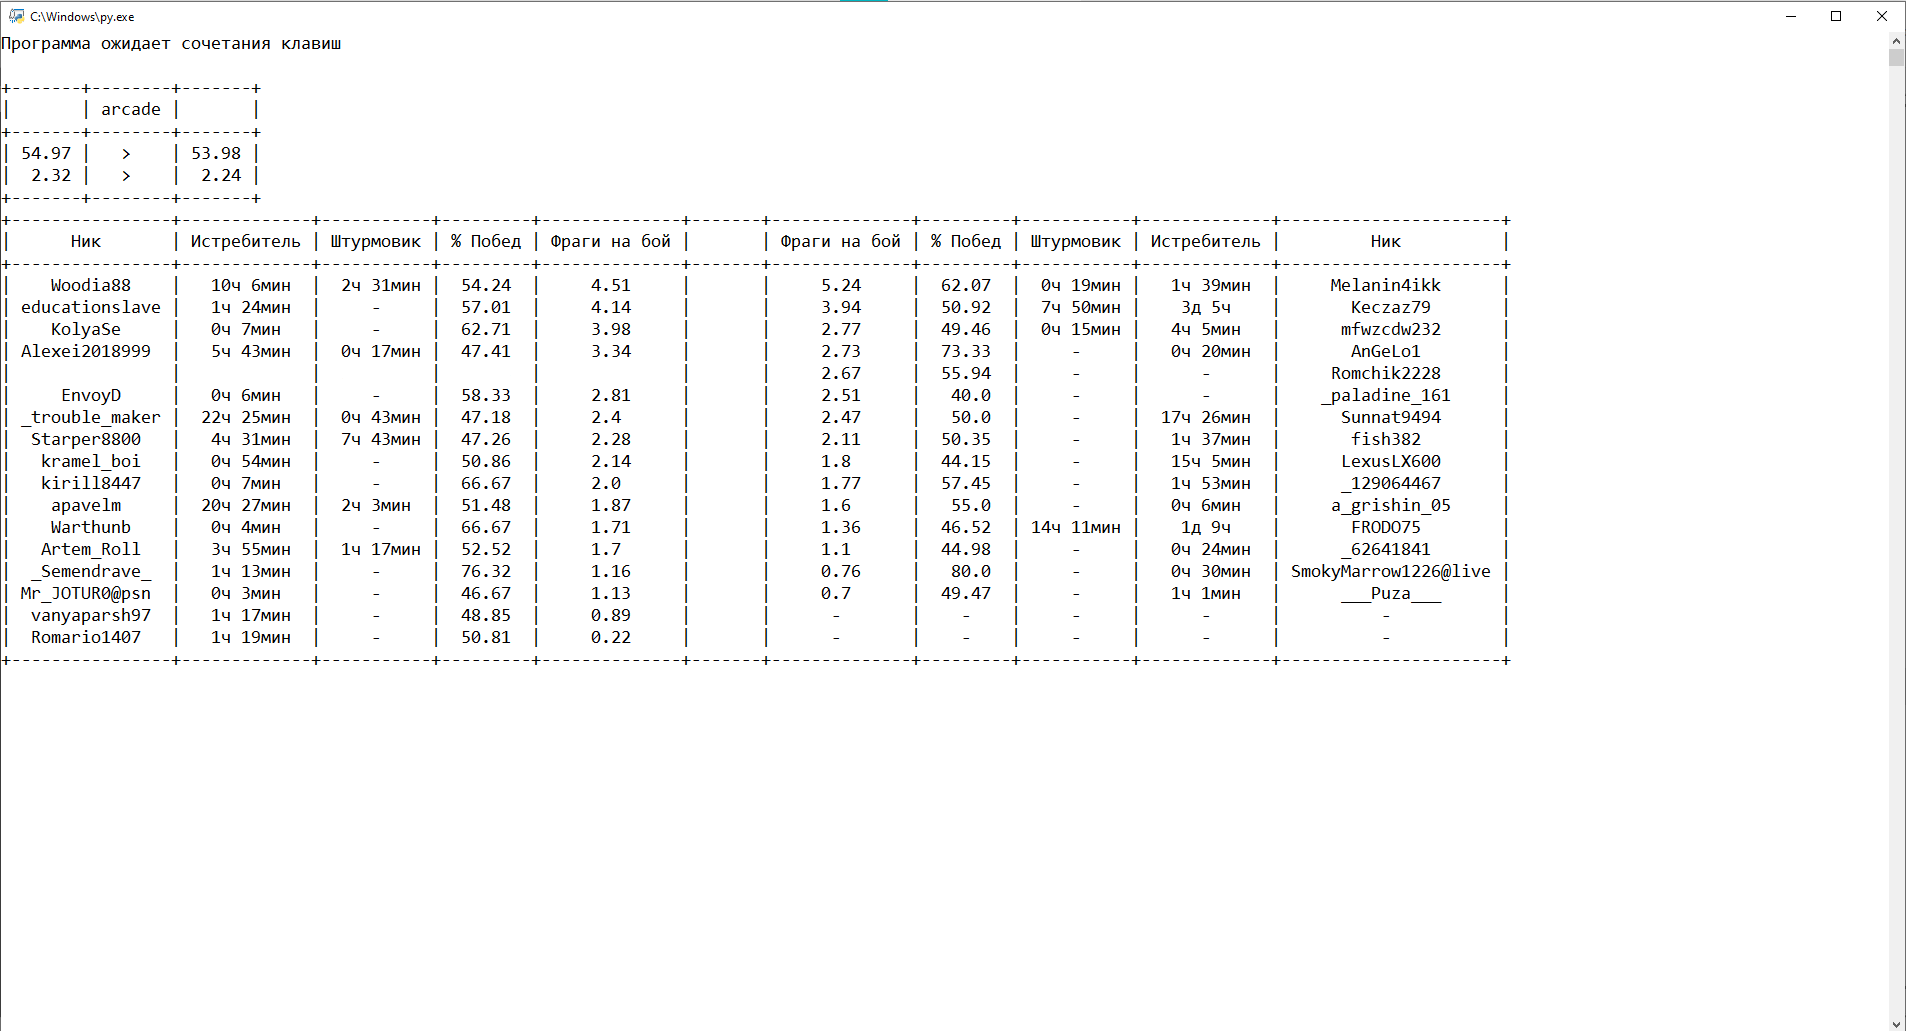 C:\Windows\py.exe
Программа ожидает сочетания клавиш
+-------+--------+-------+
|       | arcade |       |
+-------+--------+-------+
| 54.97 |   >    | 53.98 |
|  2.32 |   >    |  2.24 |
+-------+--------+-------+
+----------------+-------------+-----------+---------+--------------+-------+--------------+---------+-----------+-------------+----------------------+
|      Ник       | Истребитель | Штурмовик | % Побед | Фраги на бой |       | Фраги на бой | % Побед | Штурмовик | Истребитель |         Ник          |
+----------------+-------------+-----------+---------+--------------+-------+--------------+---------+-----------+-------------+----------------------+
|    Woodia88    |   10ч 6мин  |  2ч 31мин |  54.24  |     4.51     |       |     5.24     |  62.07  |  0ч 19мин |   1ч 39мин  |     Melanin4ikk      |
| educationslave |   1ч 24мин  |     -     |  57.01  |     4.14     |       |     3.94     |  50.92  |  7ч 50мин |    3д 5ч    |       Keczaz79       |
|    KolyaSe     |   0ч 7мин   |     -     |  62.71  |     3.98     |       |     2.77     |  49.46  |  0ч 15мин |   4ч 5мин   |      mfwzcdw232      |
| Alexei2018999  |   5ч 43мин  |  0ч 17мин |  47.41  |     3.34     |       |     2.73     |  73.33  |     -     |   0ч 20мин  |       AnGeLo1        |
|                |             |           |         |              |       |     2.67     |  55.94  |     -     |      -      |     Romchik2228      |
|     EnvoyD     |   0ч 6мин   |     -     |  58.33  |     2.81     |       |     2.51     |   40.0  |     -     |      -      |    _paladine_161     |
| _trouble_maker |  22ч 25мин  |  0ч 43мин |  47.18  |     2.4      |       |     2.47     |   50.0  |     -     |  17ч 26мин  |      Sunnat9494      |
|  Starper8800   |   4ч 31мин  |  7ч 43мин |  47.26  |     2.28     |       |     2.11     |  50.35  |     -     |   1ч 37мин  |       fish382        |
|   kramel_boi   |   0ч 54мин  |     -     |  50.86  |     2.14     |       |     1.8      |  44.15  |     -     |   15ч 5мин  |      LexusLX600      |
|   kirill8447   |   0ч 7мин   |     -     |  66.67  |     2.0      |       |     1.77     |  57.45  |     -     |   1ч 53мин  |      _129064467      |
|    apavelm     |  20ч 27мин  |  2ч 3мин  |  51.48  |     1.87     |       |     1.6      |   55.0  |     -     |   0ч 6мин   |     a_grishin_05     |
|    Warthunb    |   0ч 4мин   |     -     |  66.67  |     1.71     |       |     1.36     |  46.52  | 14ч 11мин |    1д 9ч    |       FRODO75        |
|   Artem_Roll   |   3ч 55мин  |  1ч 17мин |  52.52  |     1.7      |       |     1.1      |  44.98  |     -     |   0ч 24мин  |      _62641841       |
|  _Semendrave_  |   1ч 13мин  |     -     |  76.32  |     1.16     |       |     0.76     |   80.0  |     -     |   0ч 30мин  | SmokyMarrow1226@live |
| Mr_JOTUR0@psn  |   0ч 3мин   |     -     |  46.67  |     1.13     |       |     0.7      |  49.47  |     -     |   1ч 1мин   |      ___Puza___      |
|  vanyaparsh97  |   1ч 17мин  |     -     |  48.85  |     0.89     |       |      -       |    -    |     -     |      -      |          -           |
|  Romario1407   |   1ч 19мин  |     -     |  50.81  |     0.22     |       |      -       |    -    |     -     |      -      |          -           |
+----------------+-------------+-----------+---------+--------------+-------+--------------+---------+-----------+-------------+----------------------+